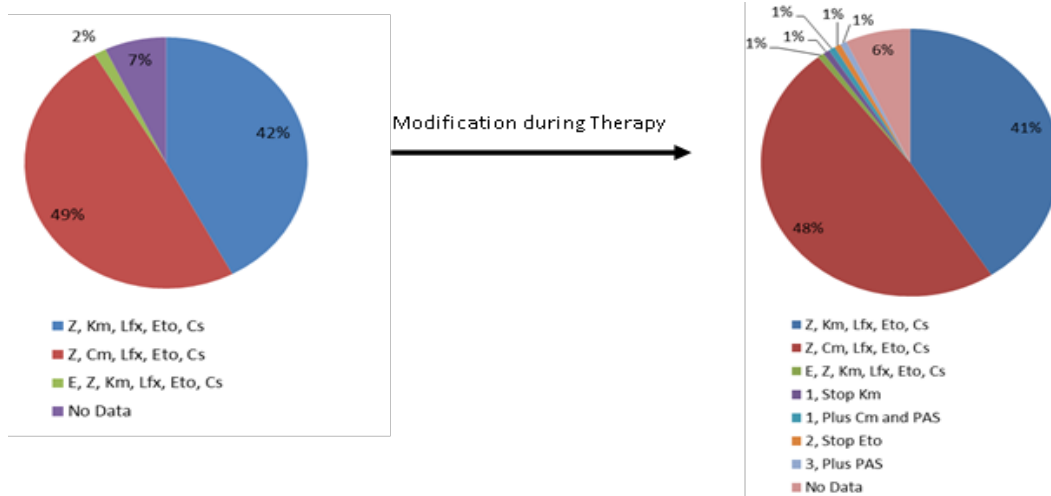 2%
7%
42%
49%
Z, Km, Lfx, Eto, Cs
Z, Cm, Lfx, Eto, Cs
E, Z, Km, Lfx, Eto, Cs
No Data
Modification during Therapy
1%
1%
1%
1%
1%
6%
41%
48%
Z, Km, Lfx, Eto, Cs
Z, Cm, Lfx, Eto, Cs
E, Z, Km, Lfx, Eto, Cs
1, Stop Km
1, Plus Cm and PAS
2, Stop Eto
3, Plus PAS
No Data